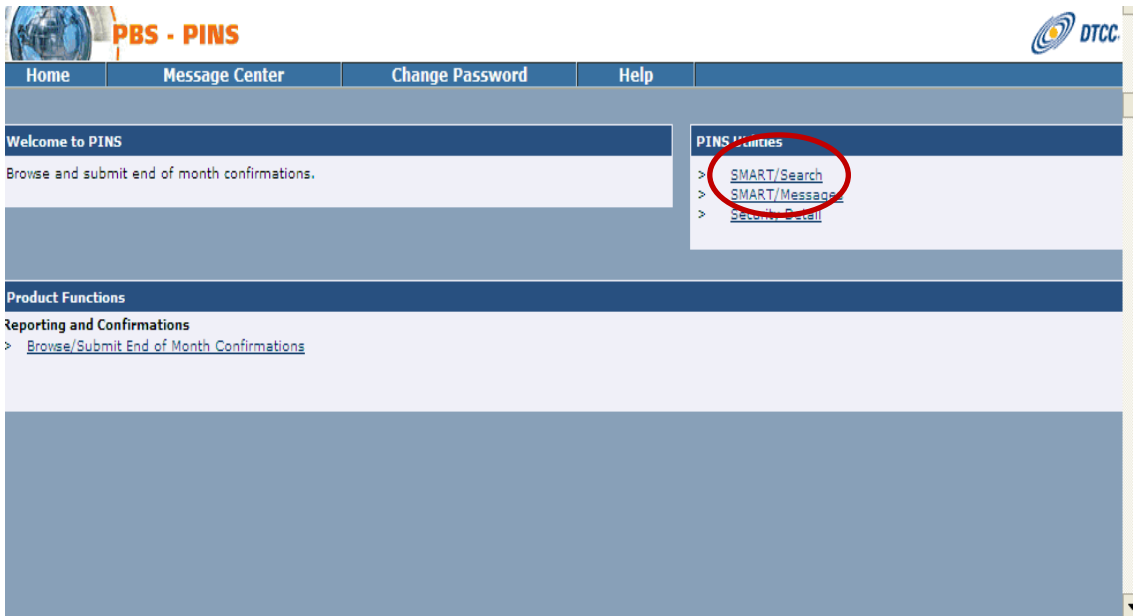 PBS - PINS
DTCC.
Home Message Center Change Password Help
Welcome to PINS
Browse and submit end of month confirmations.
PINS Utilities
> SMART/Search
> SMART/Messages
> Security Detail
Product Functions
Reporting and Confirmations
> Browse/Submit End of Month Confirmations